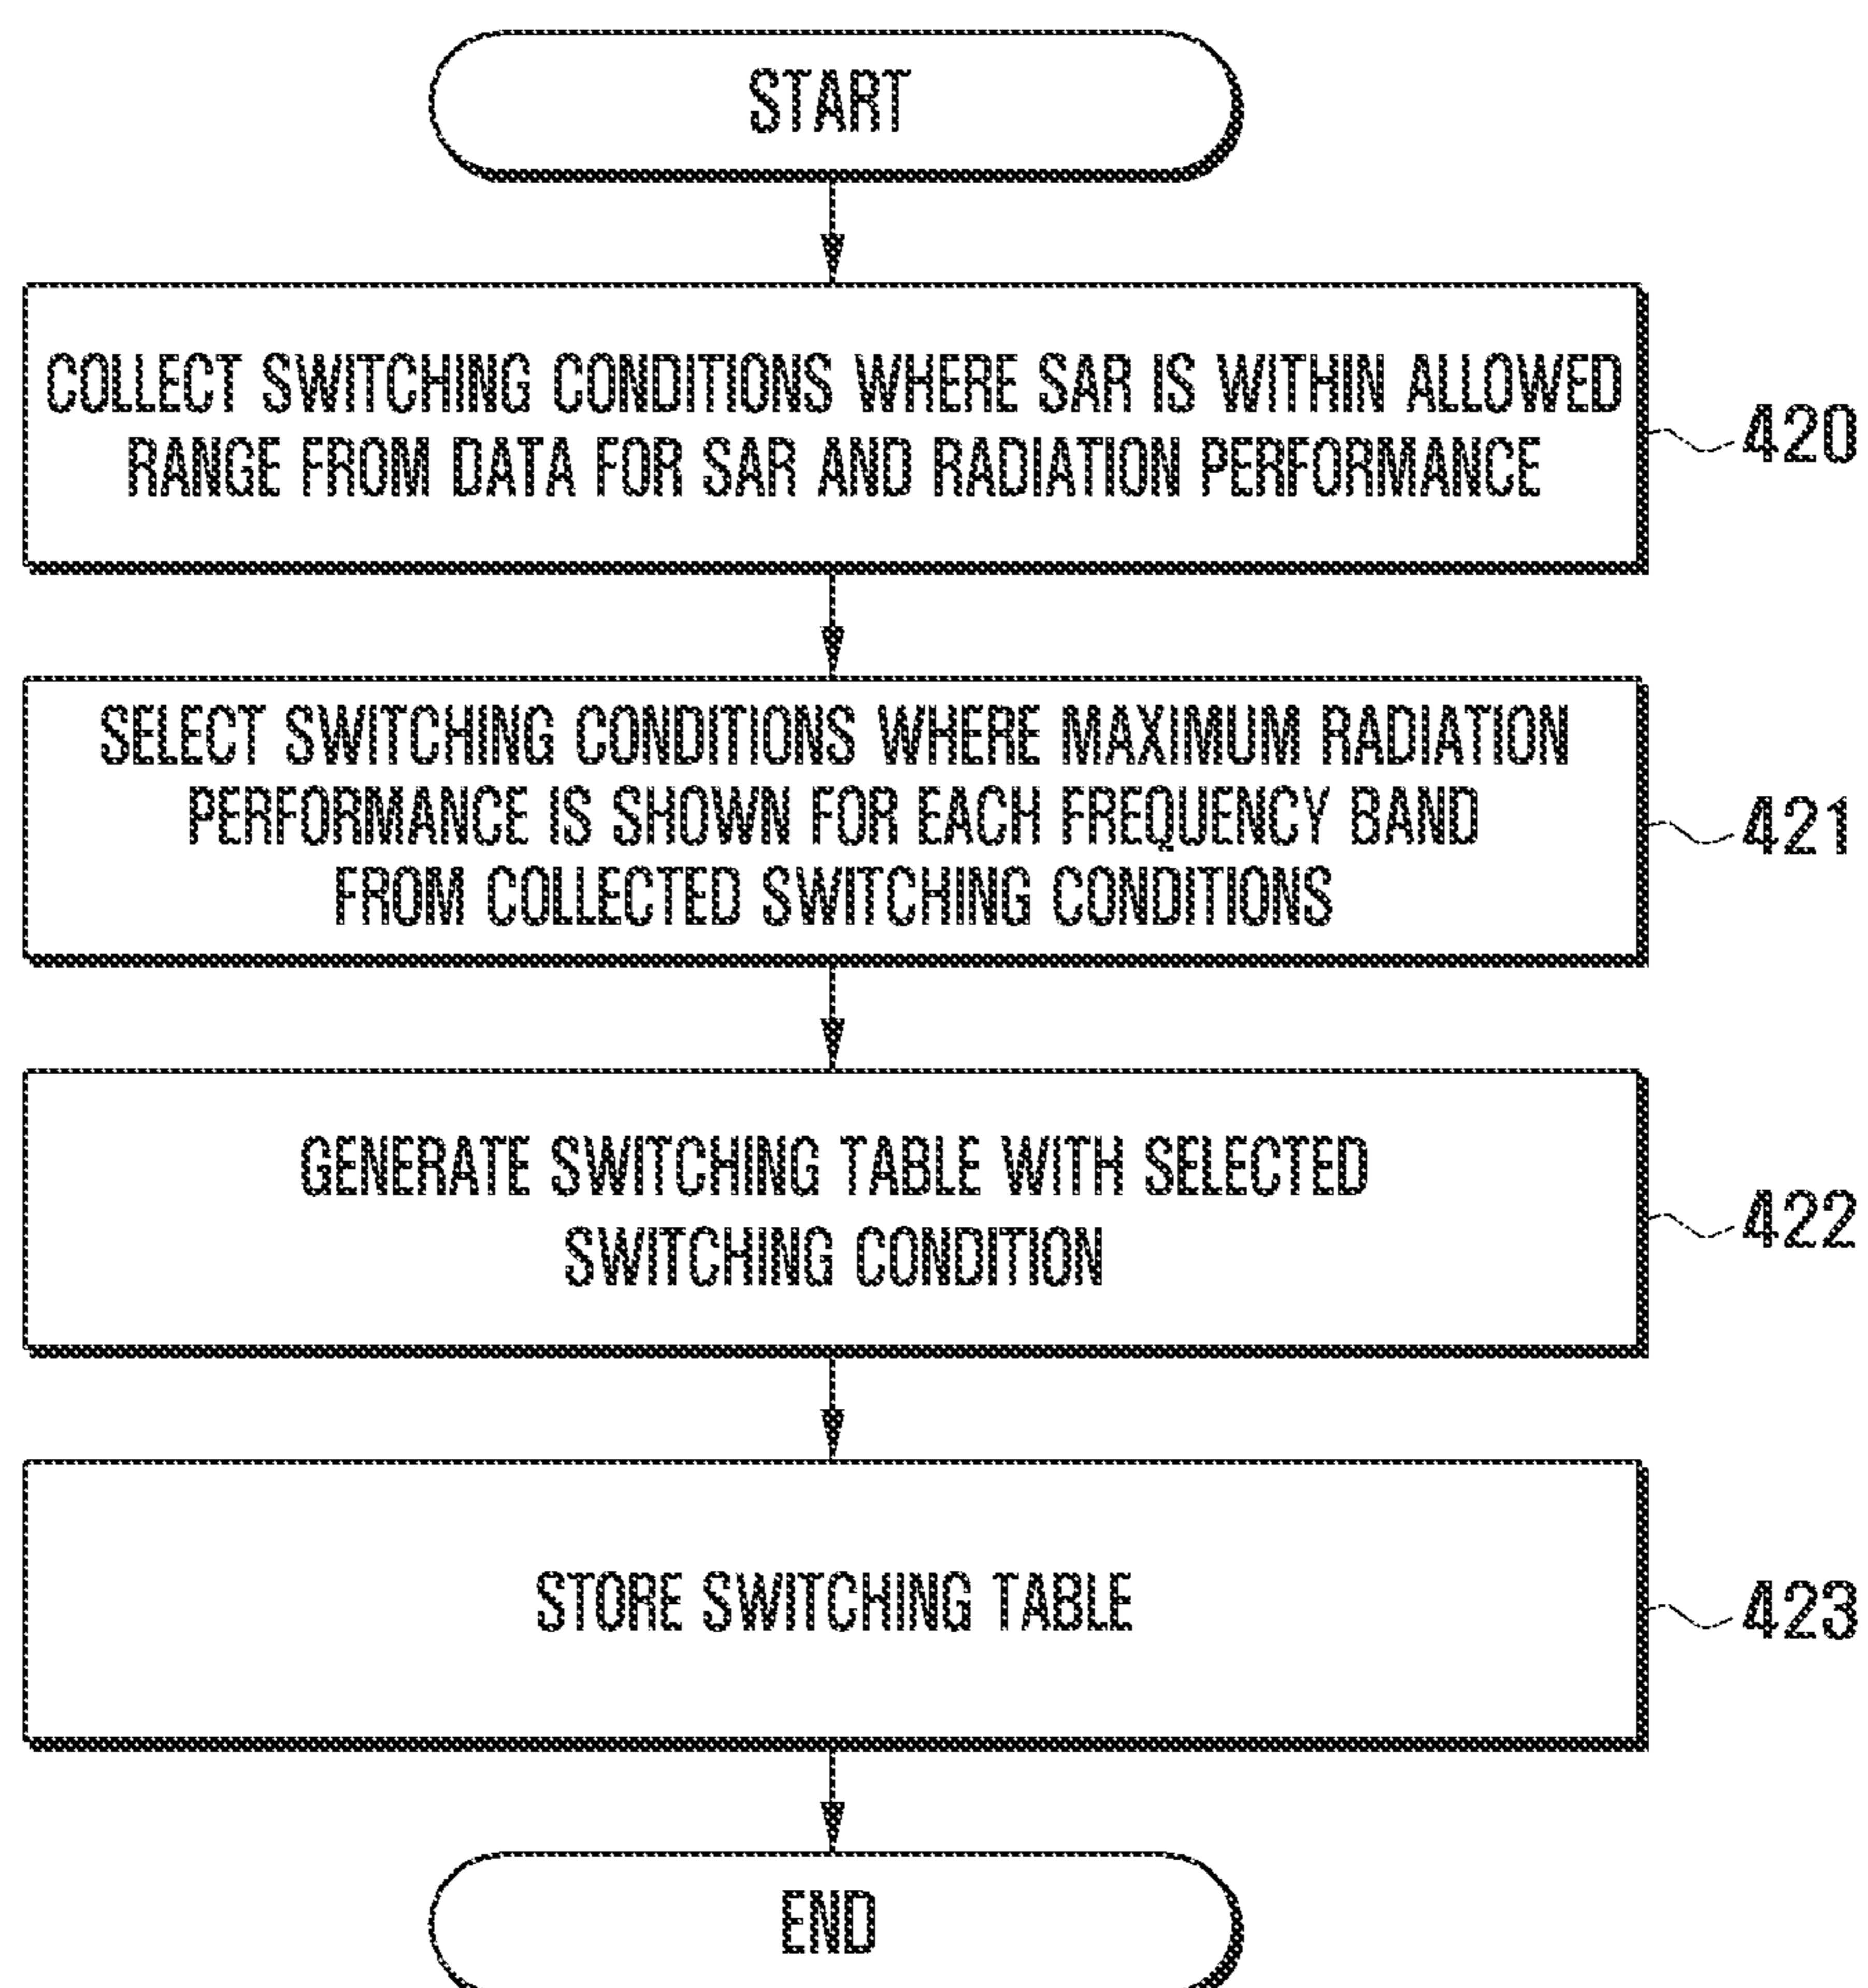 START
COLLECT SWITCHING CONDITIONS WHERE SAR IS WITHIN ALLOWED
RANGE FROM DATA FOR SAR AND RADIATION PERFORMANCE
420
SELECT SWITCHING CONDITIONS WHERE MAXIMUM RADIATION
PERFORMANCE IS SHOWN FOR EACH FREQUENCY BAND
FROM COLLECTED SWITCHING CONDITIONS
421
GENERATE SWITCHING TABLE WITH SELECTED
SWITCHING CONDITION
422
STORE SWITCHING TABLE
423
END